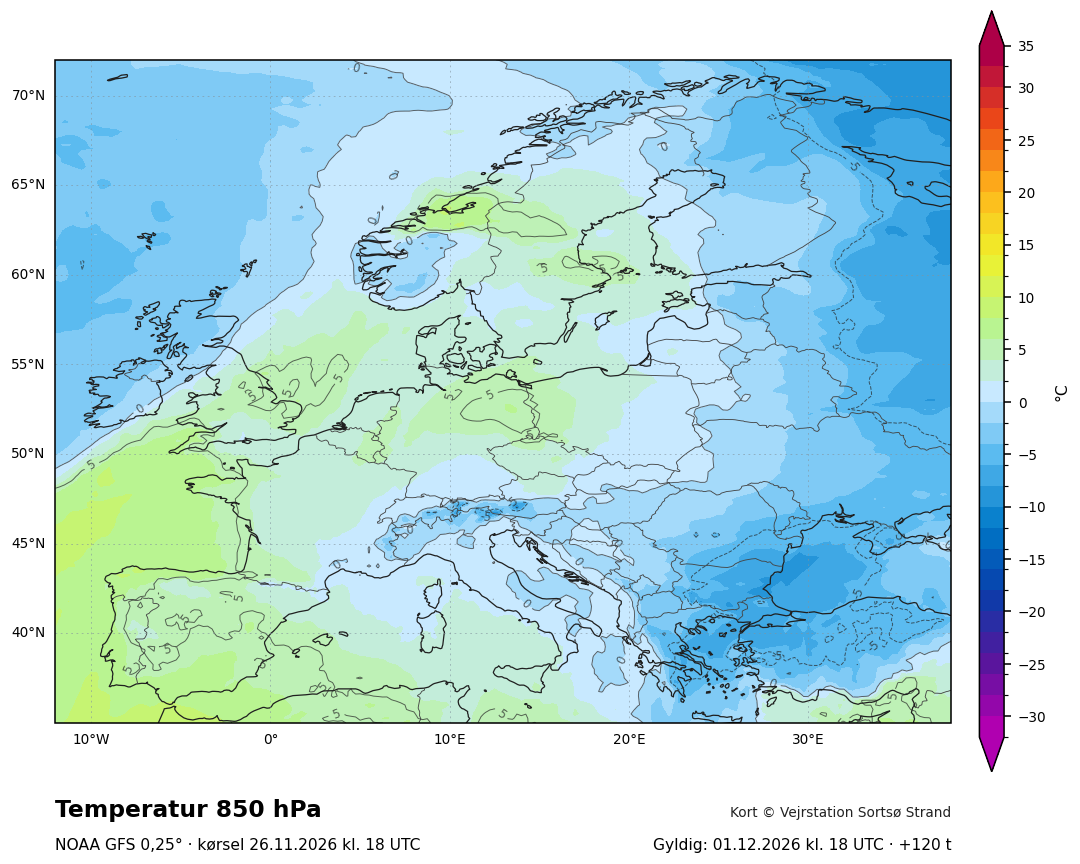 70°N
65°N
60°N
55°N
50°N
45°N
40°N
10°W
0°
10°E
20°E
30°E
35
30
25
20
15
10
5
0
−5
−10
−15
−20
−25
−30
°C
Temperatur 850 hPa
Kort © Vejrstation Sortsø Strand
NOAA GFS 0,25° · kørsel 26.11.2026 kl. 18 UTC
Gyldig: 01.12.2026 kl. 18 UTC · +120 t